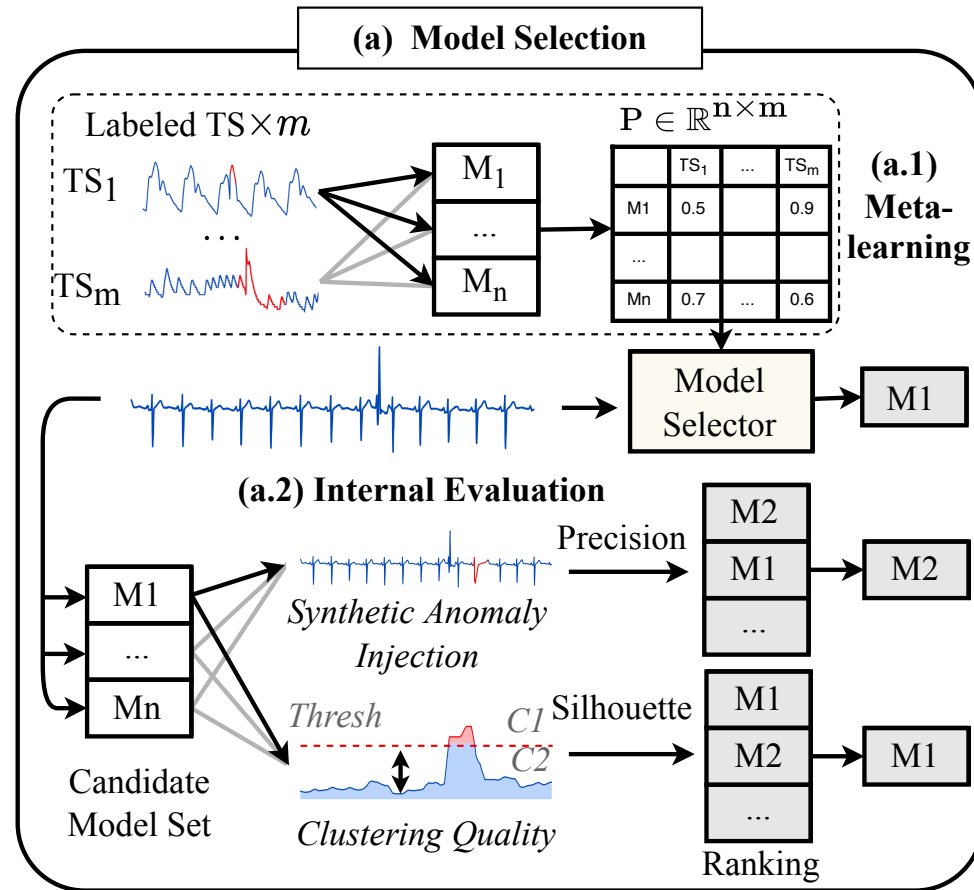 (a) Model Selection
Labeled TS×m
P ∈ ℝ^{n×m}
TS₁
. . .
TSₘ
M₁
...
Mₙ
TS₁ ... TSₘ
M1 0.5 0.9
...
Mn 0.7 ... 0.6
(a.1)
Meta-
learning
Model
Selector
M1
(a.2) Internal Evaluation
M1
...
Mn
Candidate
Model Set
Synthetic Anomaly
Injection
Precision
M2
M1
...
M2
Thresh
C1
C2
Clustering Quality
Silhouette
M1
M2
...
Ranking
M1